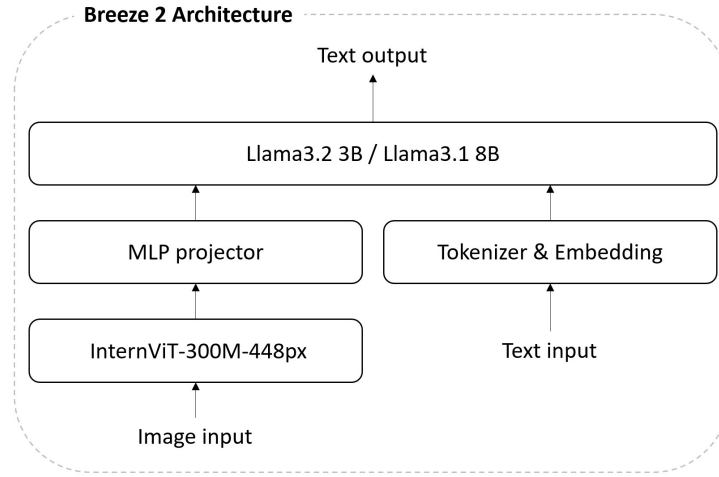 Breeze 2 Architecture
Text output
Llama3.2 3B / Llama3.1 8B
MLP projector
Tokenizer & Embedding
InternViT-300M-448px
Text input
Image input